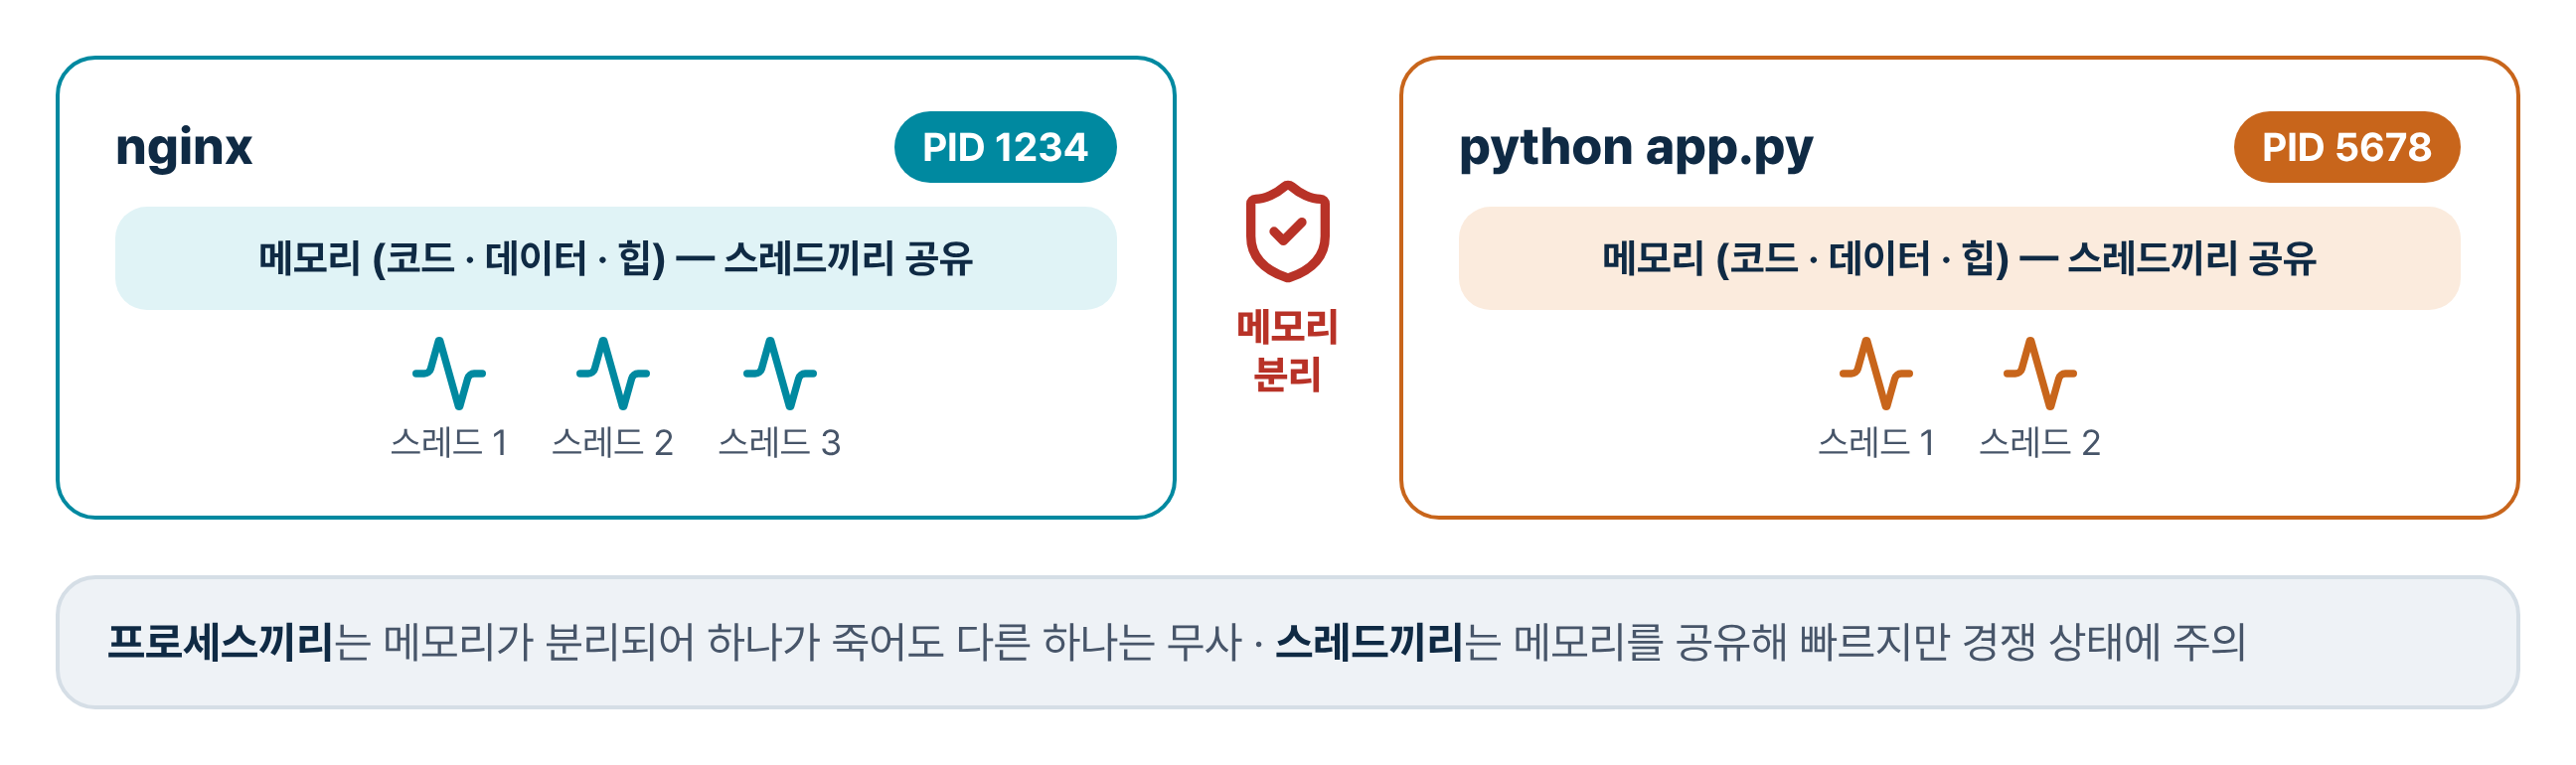 nginx
PID 1234
메모리 (코드 · 데이터 · 힙) — 스레드끼리 공유
스레드 1
스레드 2
스레드 3
메모리
분리
python app.py
PID 5678
메모리 (코드 · 데이터 · 힙) — 스레드끼리 공유
스레드 1
스레드 2
프로세스끼리는 메모리가 분리되어 하나가 죽어도 다른 하나는 무사 · 스레드끼리는 메모리를 공유해 빠르지만 경쟁 상태에 주의